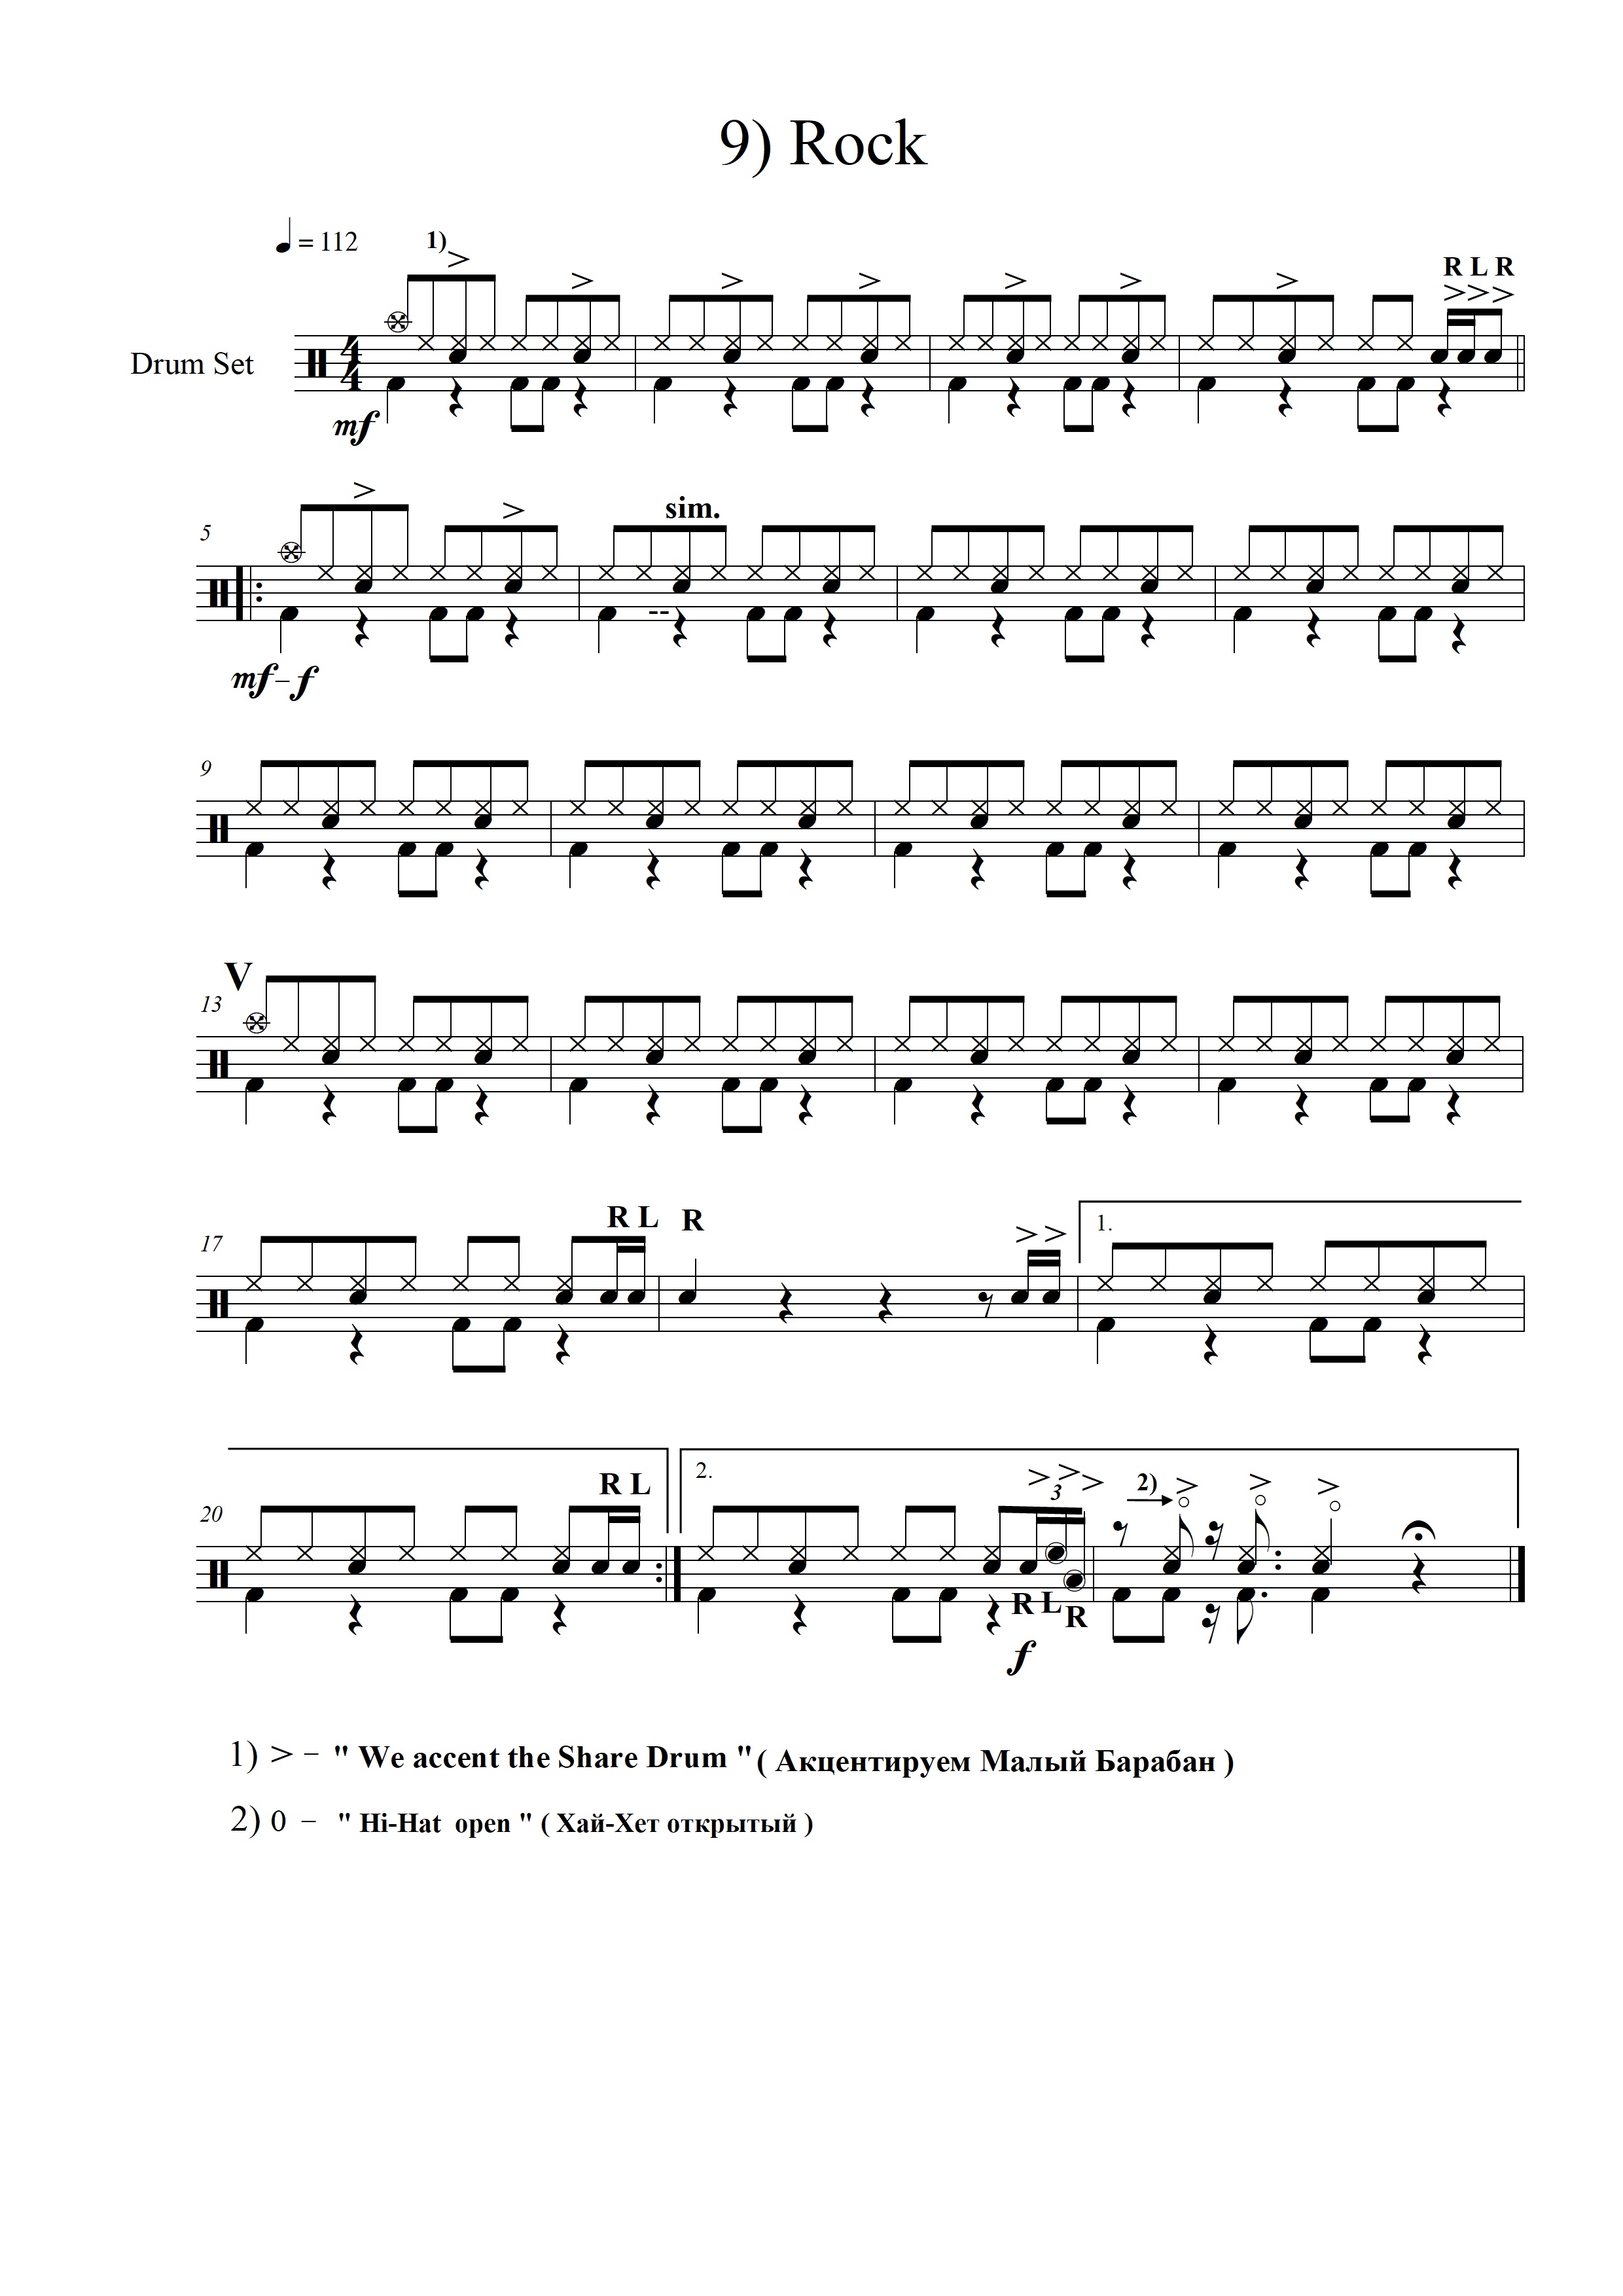 9) Rock
♩ = 112
1)
R L R
Drum Set
4
4
mf
5
sim.
--
mf – f
9
V
13
R L R
1.
17
R L
2.
3
2)
20
R L R
f
1) > – " We accent the Share Drum " ( Акцентируем Малый Барабан )
2) 0 – " Hi-Hat open " ( Хай-Хет открытый )